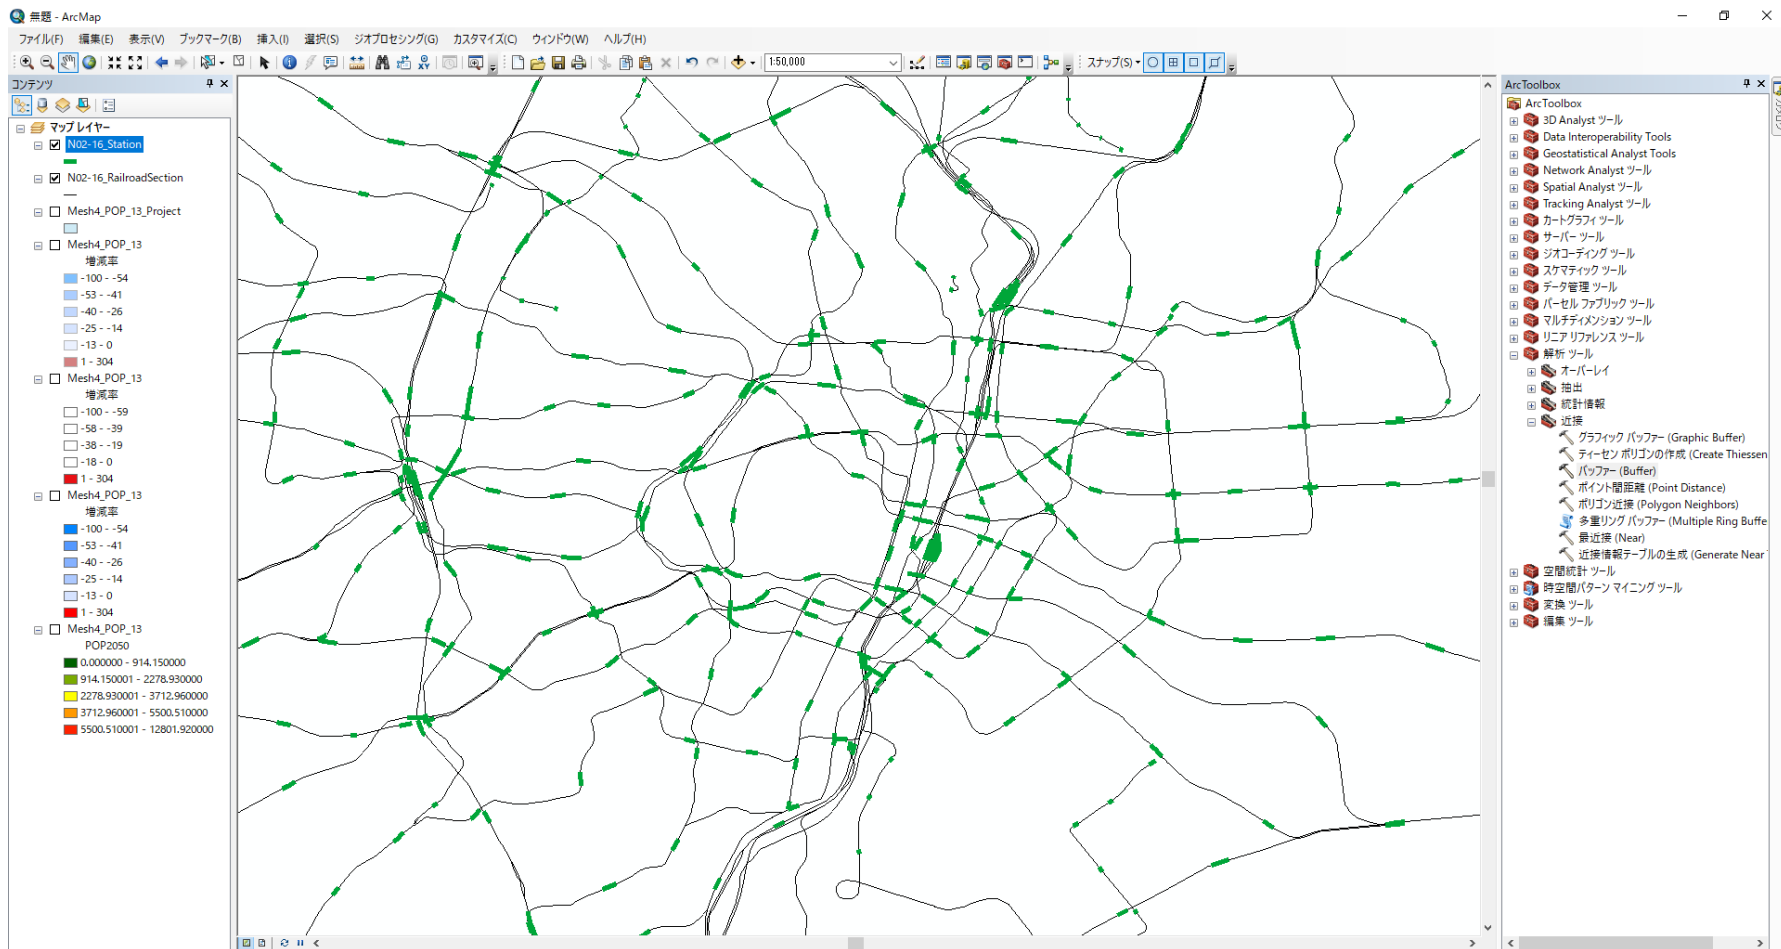 無題 - ArcMap
ファイル(F) 編集(E) 表示(V) ブックマーク(B) 挿入(I) 選択(S) ジオプロセシング(G) カスタマイズ(C) ウィンドウ(W) ヘルプ(H)
1:50,000
スナップ(S)
コンテンツ
マップ レイヤー
N02-16_Station
N02-16_RailroadSection
Mesh4_POP_13_Project
Mesh4_POP_13
増減率
-100 - -54
-53 - -41
-40 - -26
-25 - -14
-13 - 0
1 - 304
Mesh4_POP_13
増減率
-100 - -59
-58 - -39
-38 - -19
-18 - 0
1 - 304
Mesh4_POP_13
増減率
-100 - -54
-53 - -41
-40 - -26
-25 - -14
-13 - 0
1 - 304
Mesh4_POP_13
POP2050
0.000000 - 914.150000
914.150001 - 2278.930000
2278.930001 - 3712.960000
3712.960001 - 5500.510000
5500.510001 - 12801.920000
ArcToolbox
ArcToolbox
3D Analyst ツール
Data Interoperability Tools
Geostatistical Analyst Tools
Network Analyst ツール
Spatial Analyst ツール
Tracking Analyst ツール
カートグラフィ ツール
サーバー ツール
ジオコーディング ツール
スケマティック ツール
データ管理 ツール
パーセル ファブリック ツール
マルチディメンション ツール
リニア リファレンス ツール
解析 ツール
オーバーレイ
抽出
統計情報
近接
グラフィック バッファー (Graphic Buffer)
ティーセン ポリゴンの作成 (Create Thiessen
バッファー (Buffer)
ポイント間距離 (Point Distance)
ポリゴン近接 (Polygon Neighbors)
多重リング バッファー (Multiple Ring Buffe
最近接 (Near)
近接情報テーブルの生成 (Generate Near
空間統計 ツール
時空間パターン マイニング ツール
変換 ツール
編集 ツール